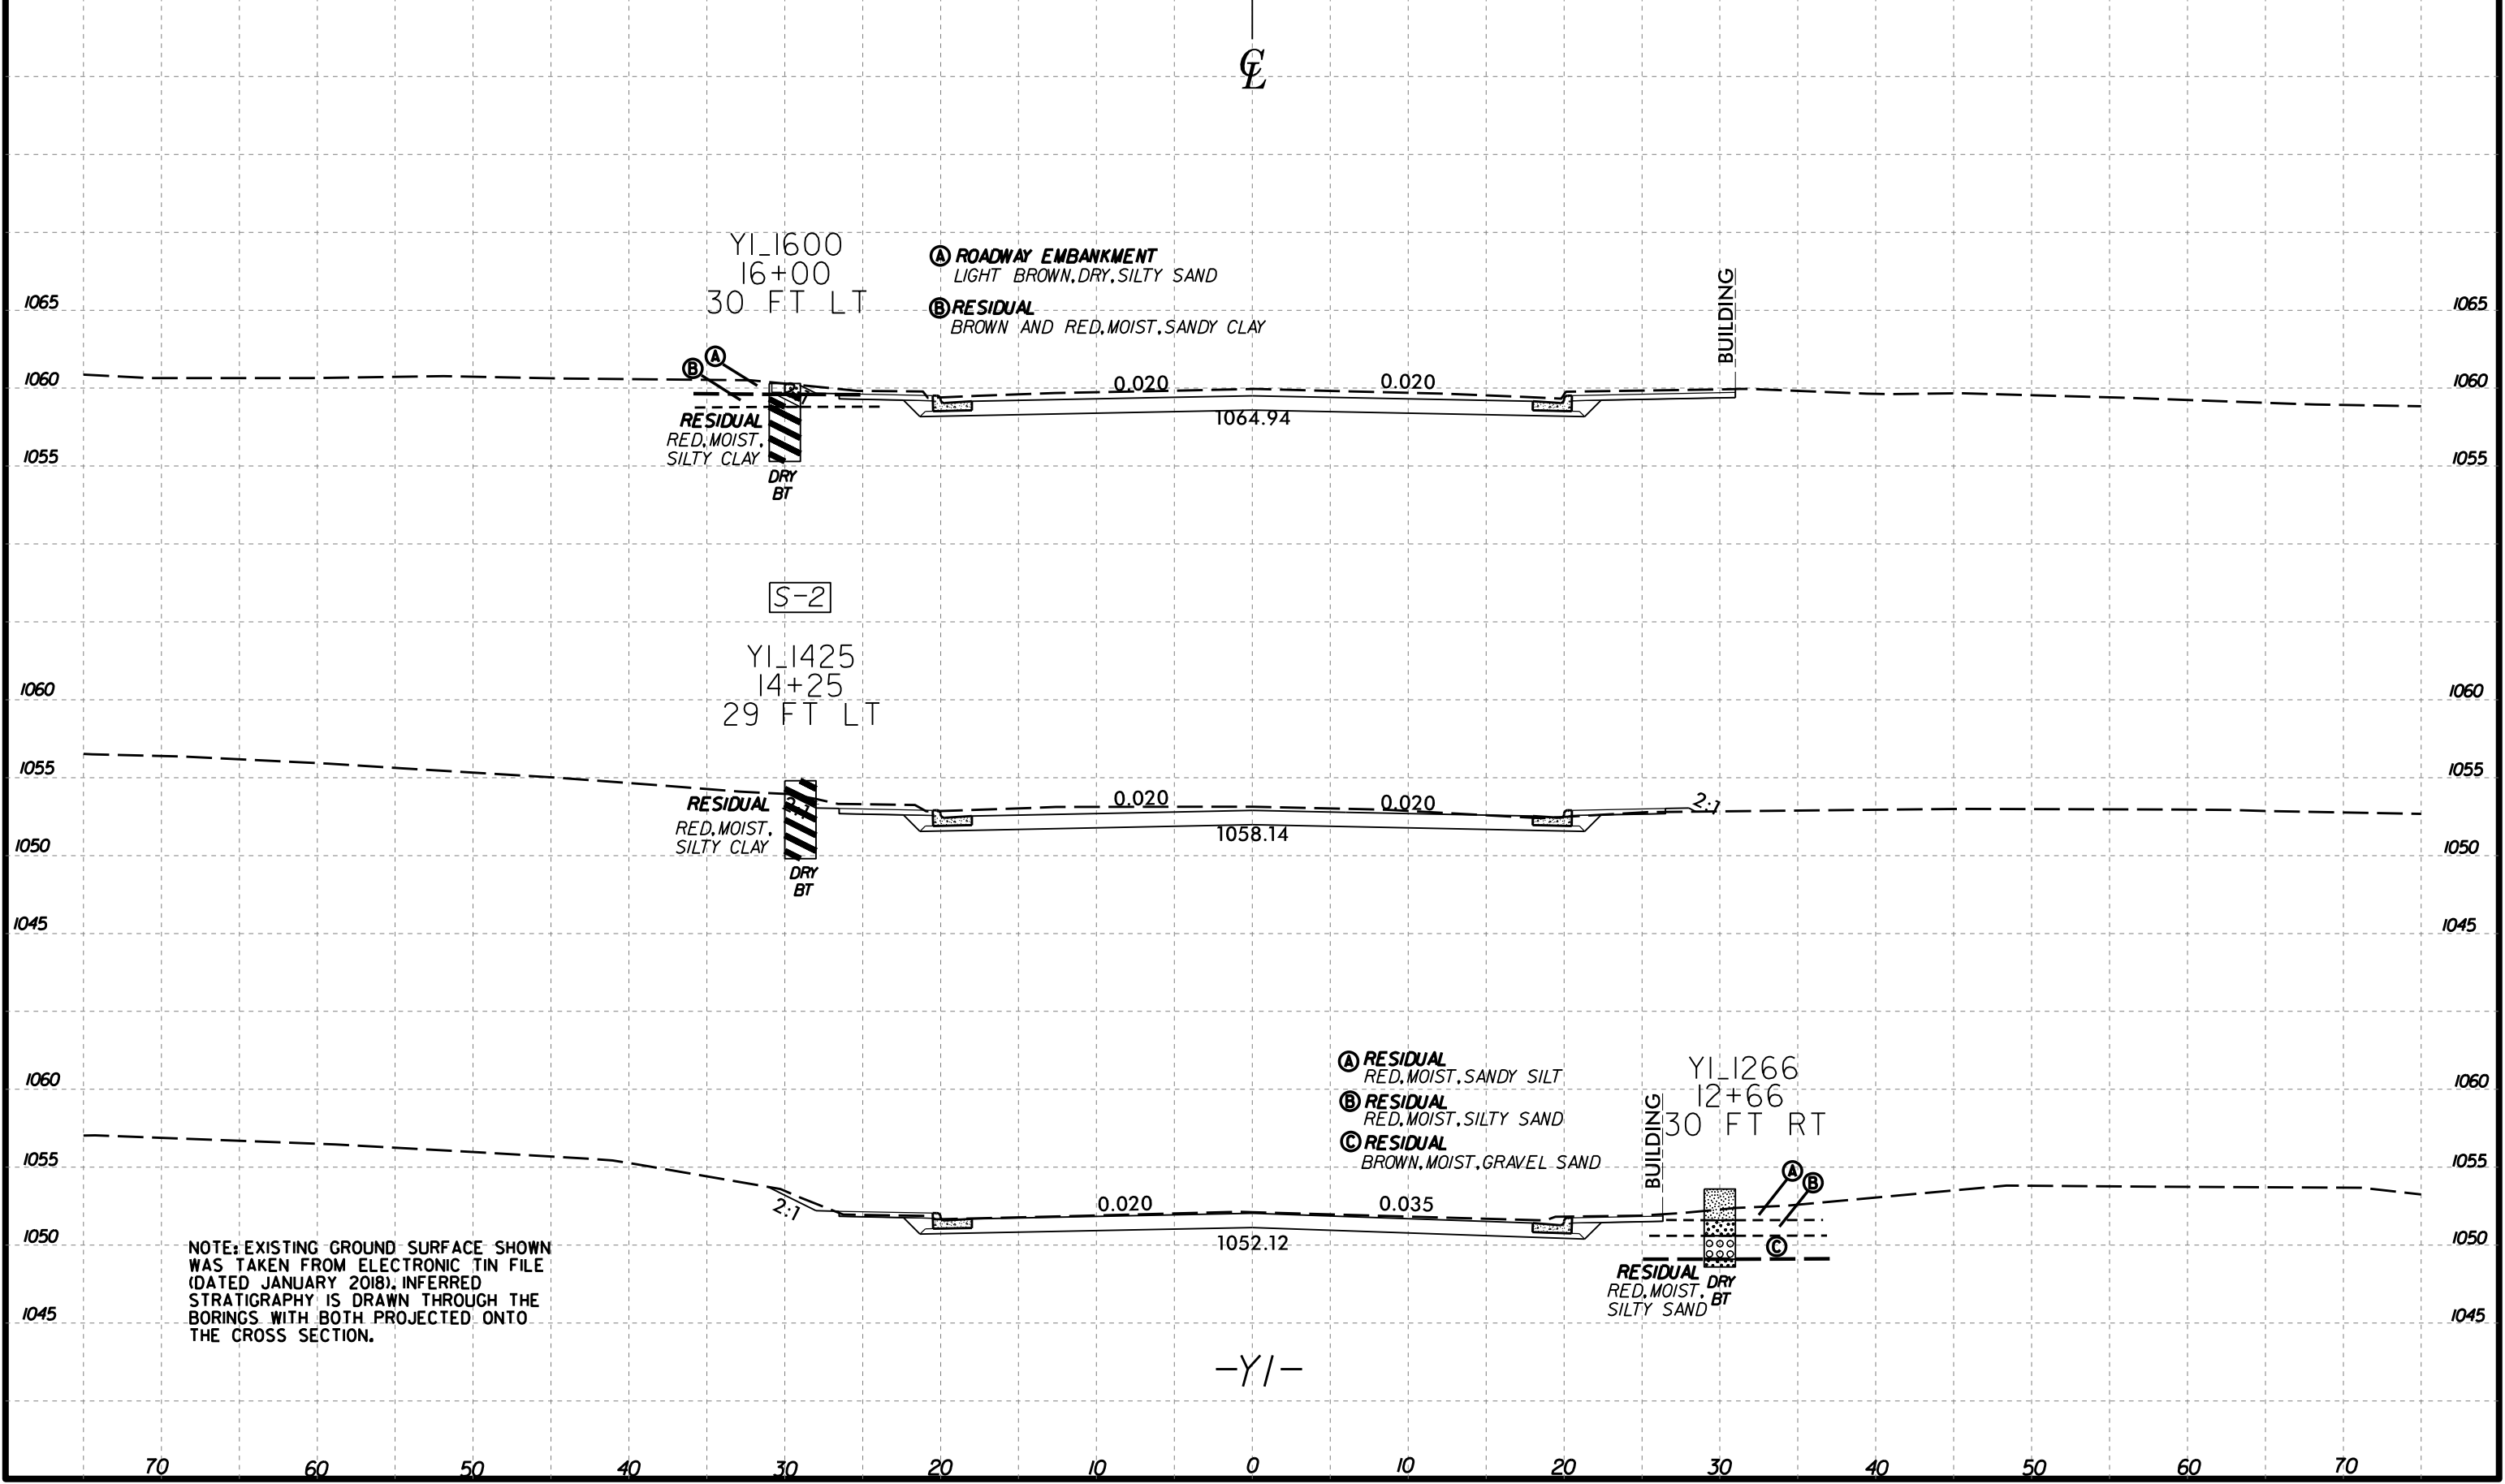 CL
Y1_1600
16+00
30 FT LT
Ⓐ ROADWAY EMBANKMENT
LIGHT BROWN, DRY, SILTY SAND
Ⓑ RESIDUAL
BROWN AND RED, MOIST, SANDY CLAY
BUILDING
1065
1065
Ⓐ
Ⓑ
1060
0.020
0.020
1060
1064.94
RESIDUAL
RED, MOIST,
SILTY CLAY
1055
1055
DRY
BT
S-2
Y1_1425
14+25
29 FT LT
1060
1060
1055
1055
RESIDUAL
RED, MOIST,
SILTY CLAY
2:1
0.020
0.020
2:1
1058.14
1050
1050
DRY
BT
1045
1045
Ⓐ RESIDUAL
RED, MOIST, SANDY SILT
Ⓑ RESIDUAL
RED, MOIST, SILTY SAND
Ⓒ RESIDUAL
BROWN, MOIST, GRAVEL SAND
BUILDING
Y1_1266
12+66
30 FT RT
1060
1060
1055
1055
Ⓐ
Ⓑ
2:1
0.020
0.035
1052.12
1050
1050
Ⓒ
RESIDUAL
RED, MOIST,
SILTY SAND
DRY
BT
1045
1045
NOTE: EXISTING GROUND SURFACE SHOWN
WAS TAKEN FROM ELECTRONIC TIN FILE
(DATED JANUARY 2018). INFERRED
STRATIGRAPHY IS DRAWN THROUGH THE
BORINGS WITH BOTH PROJECTED ONTO
THE CROSS SECTION.
-Y1-
70 60 50 40 30 20 10 0 10 20 30 40 50 60 70